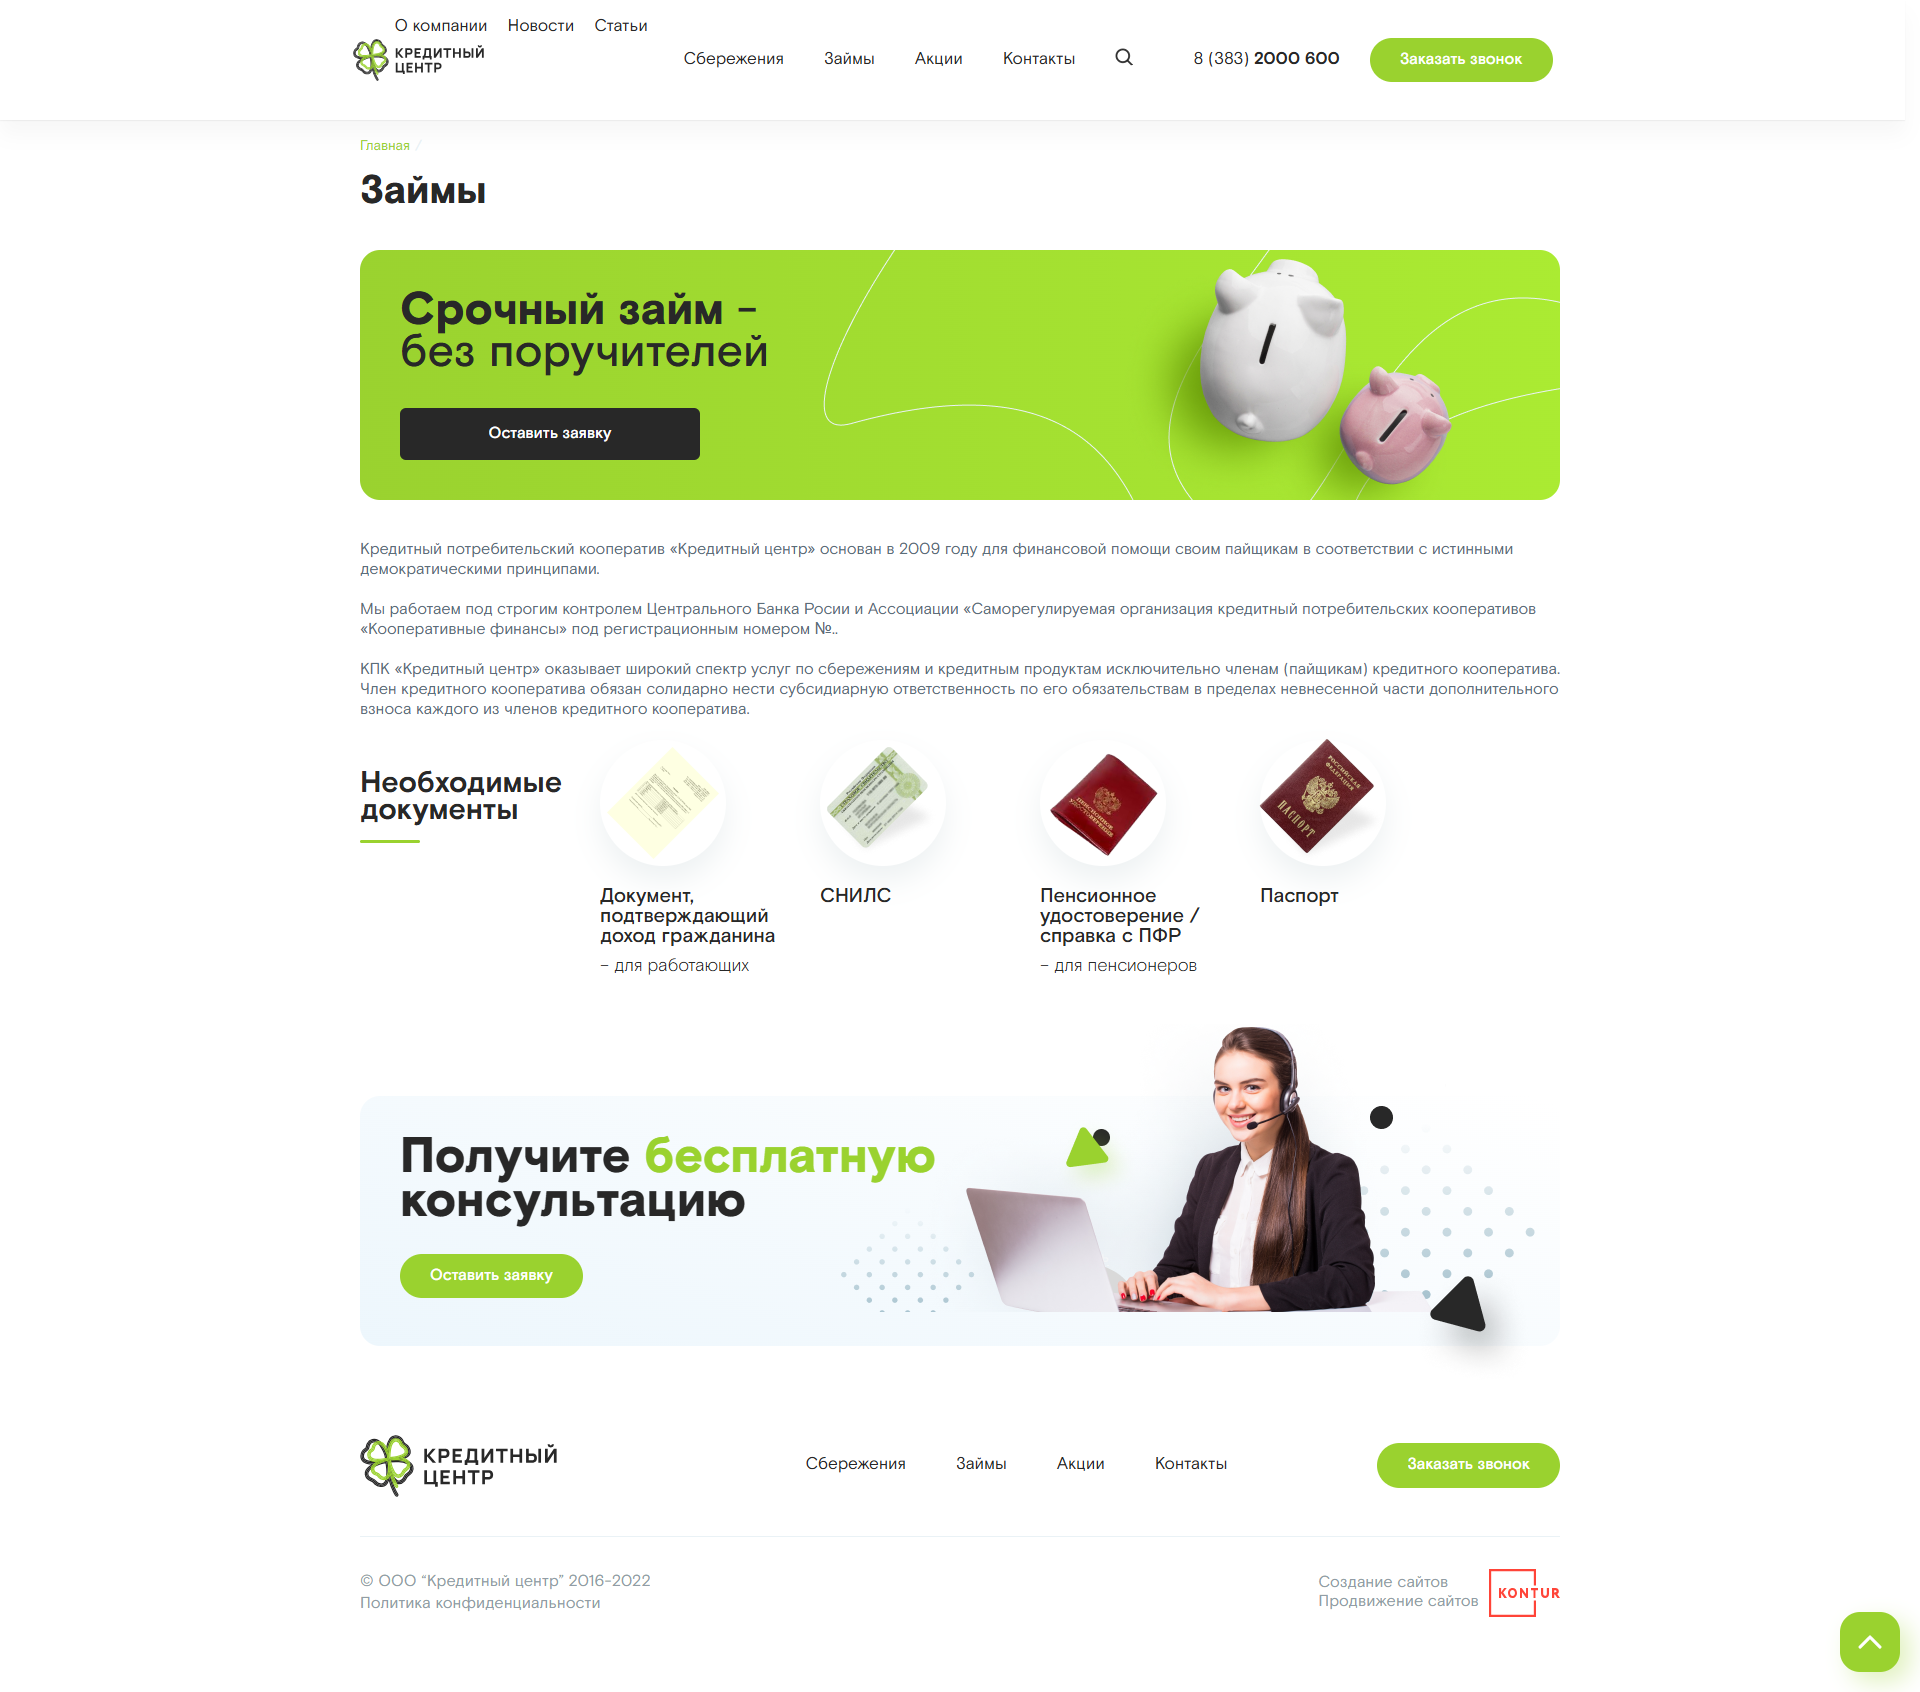 О компании Новости Статьи
КРЕДИТНЫЙ
ЦЕНТР
Сбережения Займы Акции Контакты 8 (383) 2000 600 Заказать звонок
Главная /
Займы
Срочный займ –
без поручителей
Оставить заявку
Кредитный потребительский кооператив «Кредитный центр» основан в 2009 году для финансовой помощи своим пайщикам в соответствии с истинными
демократическими принципами.
Мы работаем под строгим контролем Центрального Банка Росии и Ассоциации «Саморегулируемая организация кредитный потребительских кооперативов
«Кооперативные финансы» под регистрационным номером №..
КПК «Кредитный центр» оказывает широкий спектр услуг по сбережениям и кредитным продуктам исключительно членам (пайщикам) кредитного кооператива.
Член кредитного кооператива обязан солидарно нести субсидиарную ответственность по его обязательствам в пределах невнесенной части дополнительного
взноса каждого из членов кредитного кооператива.
Необходимые
документы
ПЕНСИОННОЕ
УДОСТОВЕРЕНИЕ
РОССИЙСКАЯ
ФЕДЕРАЦИЯ
ПАСПОРТ
Документ,
подтверждающий
доход гражданина
– для работающих
СНИЛС
Пенсионное
удостоверение /
справка с ПФР
– для пенсионеров
Паспорт
Получите бесплатную
консультацию
Оставить заявку
КРЕДИТНЫЙ
ЦЕНТР
Сбережения Займы Акции Контакты Заказать звонок
© ООО “Кредитный центр” 2016-2022
Политика конфиденциальности
Создание сайтов
Продвижение сайтов
KONTUR